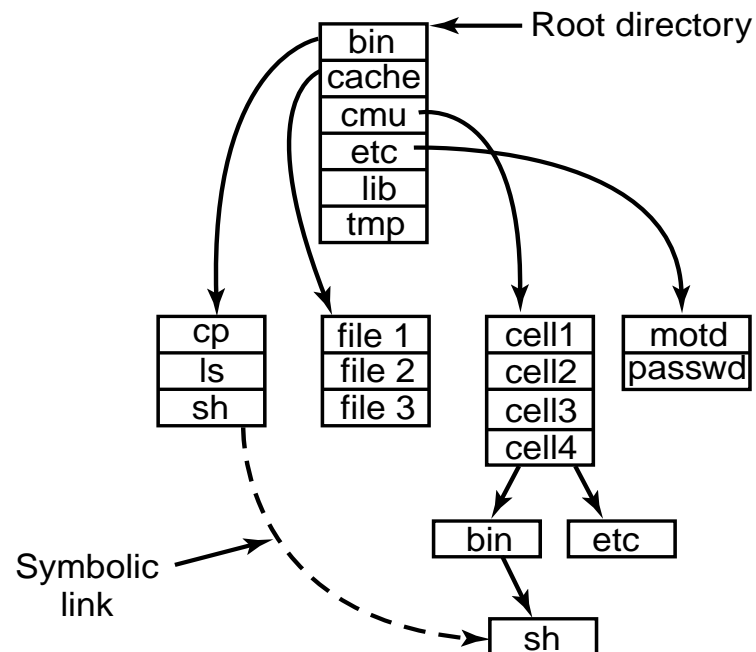 Root directory
bin
cache
cmu
etc
lib
tmp
cp
ls
sh
file 1
file 2
file 3
cell1
cell2
cell3
cell4
motd
passwd
bin
etc
Symbolic
link
sh